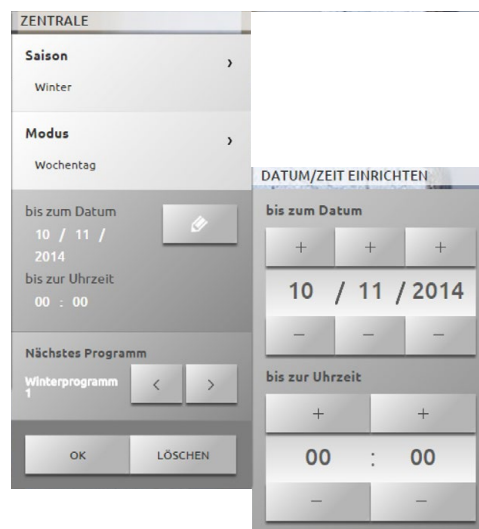 ZENTRALE
Saison
›
Winter
Modus
›
Wochentag
bis zum Datum
10 / 11 /
2014
bis zur Uhrzeit
00 : 00
Nächstes Programm
Winterprogramm
1
< >
OK LÖSCHEN
DATUM/ZEIT EINRICHTEN
bis zum Datum
+ + +
10 / 11 / 2014
− − −
bis zur Uhrzeit
+ +
00 : 00
− −